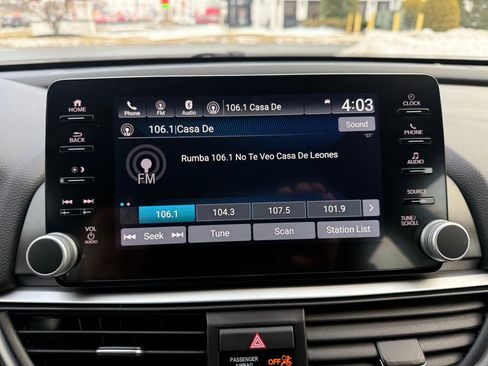 HOME
BACK
VOL
AUDIO
Phone
FM
Audio
106.1 Casa De
4:03
106.1|Casa De
Sound
FM
Rumba 106.1 No Te Veo Casa De Leones
106.1 104.3 107.5 101.9
Seek Tune Scan Station List
CLOCK
PHONE
AUDIO
SOURCE
TUNE/
SCROLL
PASSENGER
AIRBAG
OFF